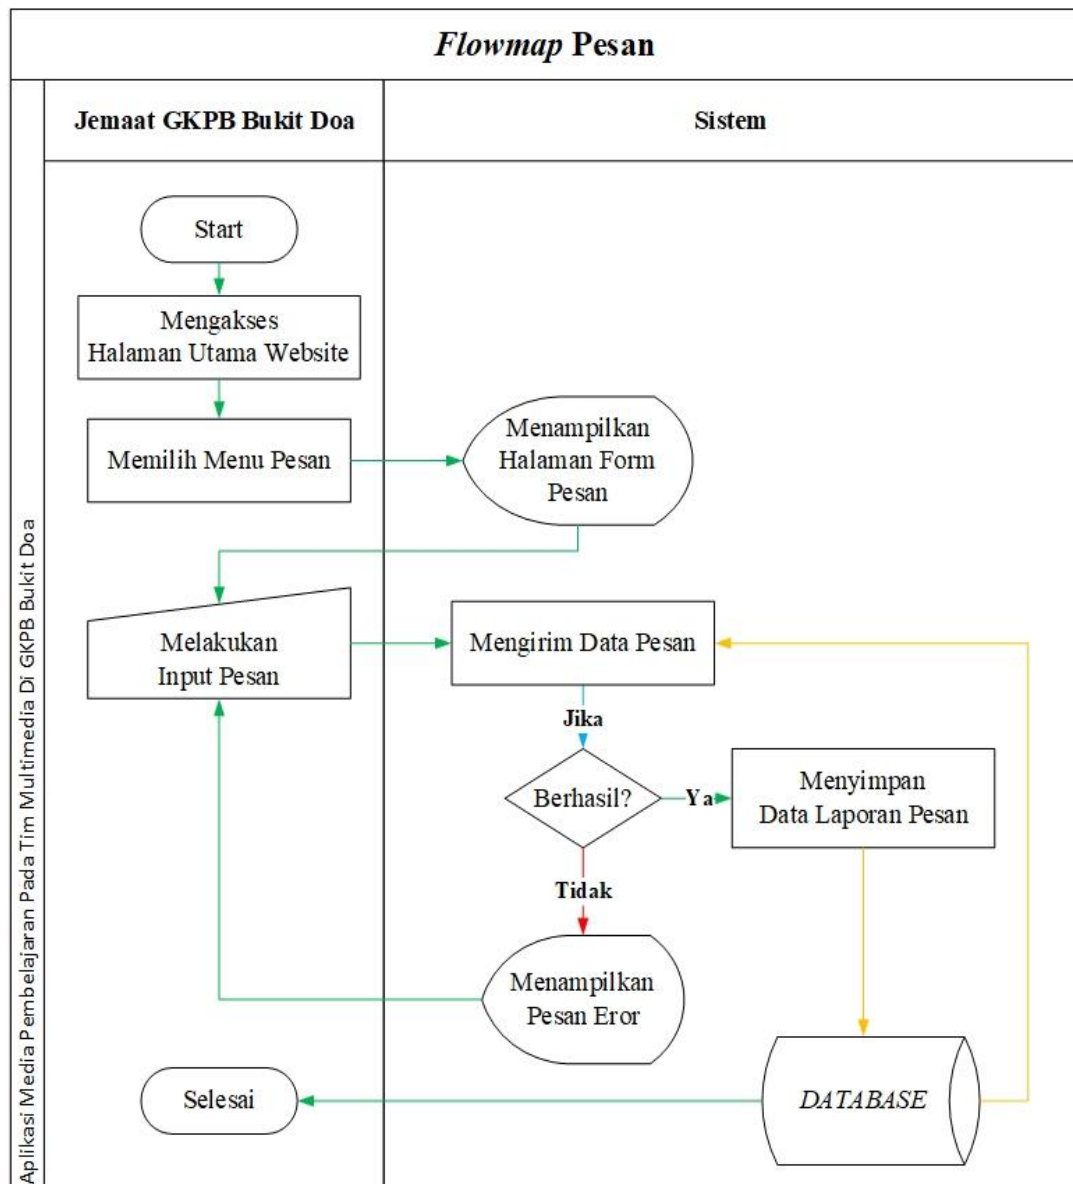 Flowmap Pesan
Jemaat GKPB Bukit Doa
Sistem
Aplikasi Media Pembelajaran Pada Tim Multimedia Di GKPB Bukit Doa
Start
Mengakses
Halaman Utama Website
Memilih Menu Pesan
Menampilkan
Halaman Form
Pesan
Melakukan
Input Pesan
Mengirim Data Pesan
Jika
Berhasil?
Ya
Menyimpan
Data Laporan Pesan
Tidak
Menampilkan
Pesan Eror
DATABASE
Selesai